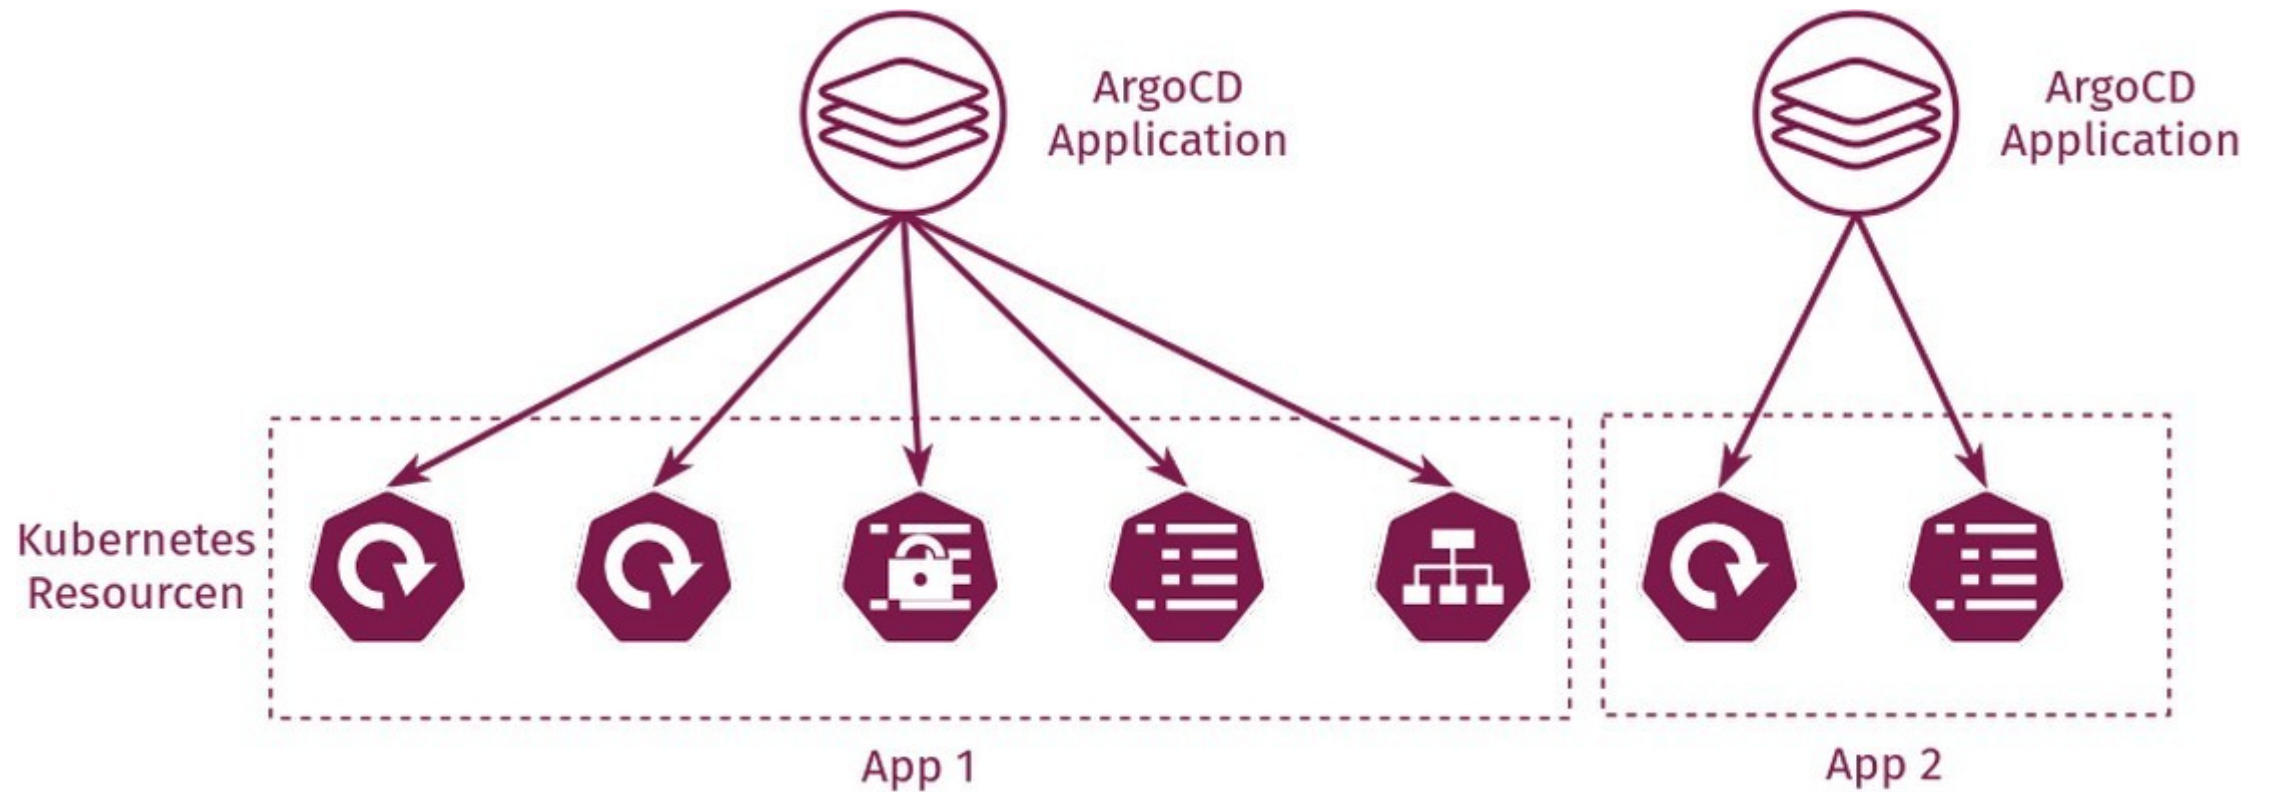 ArgoCD
Application
ArgoCD
Application
Kubernetes
Resourcen
App 1
App 2